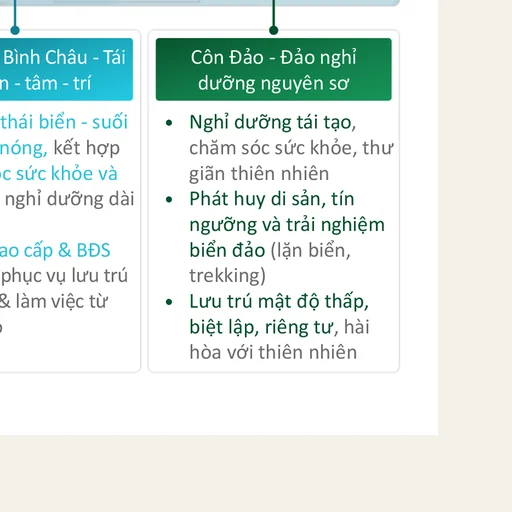 Bình Châu - Tái
n - tâm - trí
thái biển - suối
nóng, kết hợp
óc sức khỏe và
nghỉ dưỡng dài
ao cấp & BĐS
phục vụ lưu trú
& làm việc từ
Côn Đảo - Đảo nghỉ
dưỡng nguyên sơ
• Nghỉ dưỡng tái tạo,
chăm sóc sức khỏe, thư
giãn thiên nhiên
• Phát huy di sản, tín
ngưỡng và trải nghiệm
biển đảo (lặn biển,
trekking)
• Lưu trú mật độ thấp,
biệt lập, riêng tư, hài
hòa với thiên nhiên